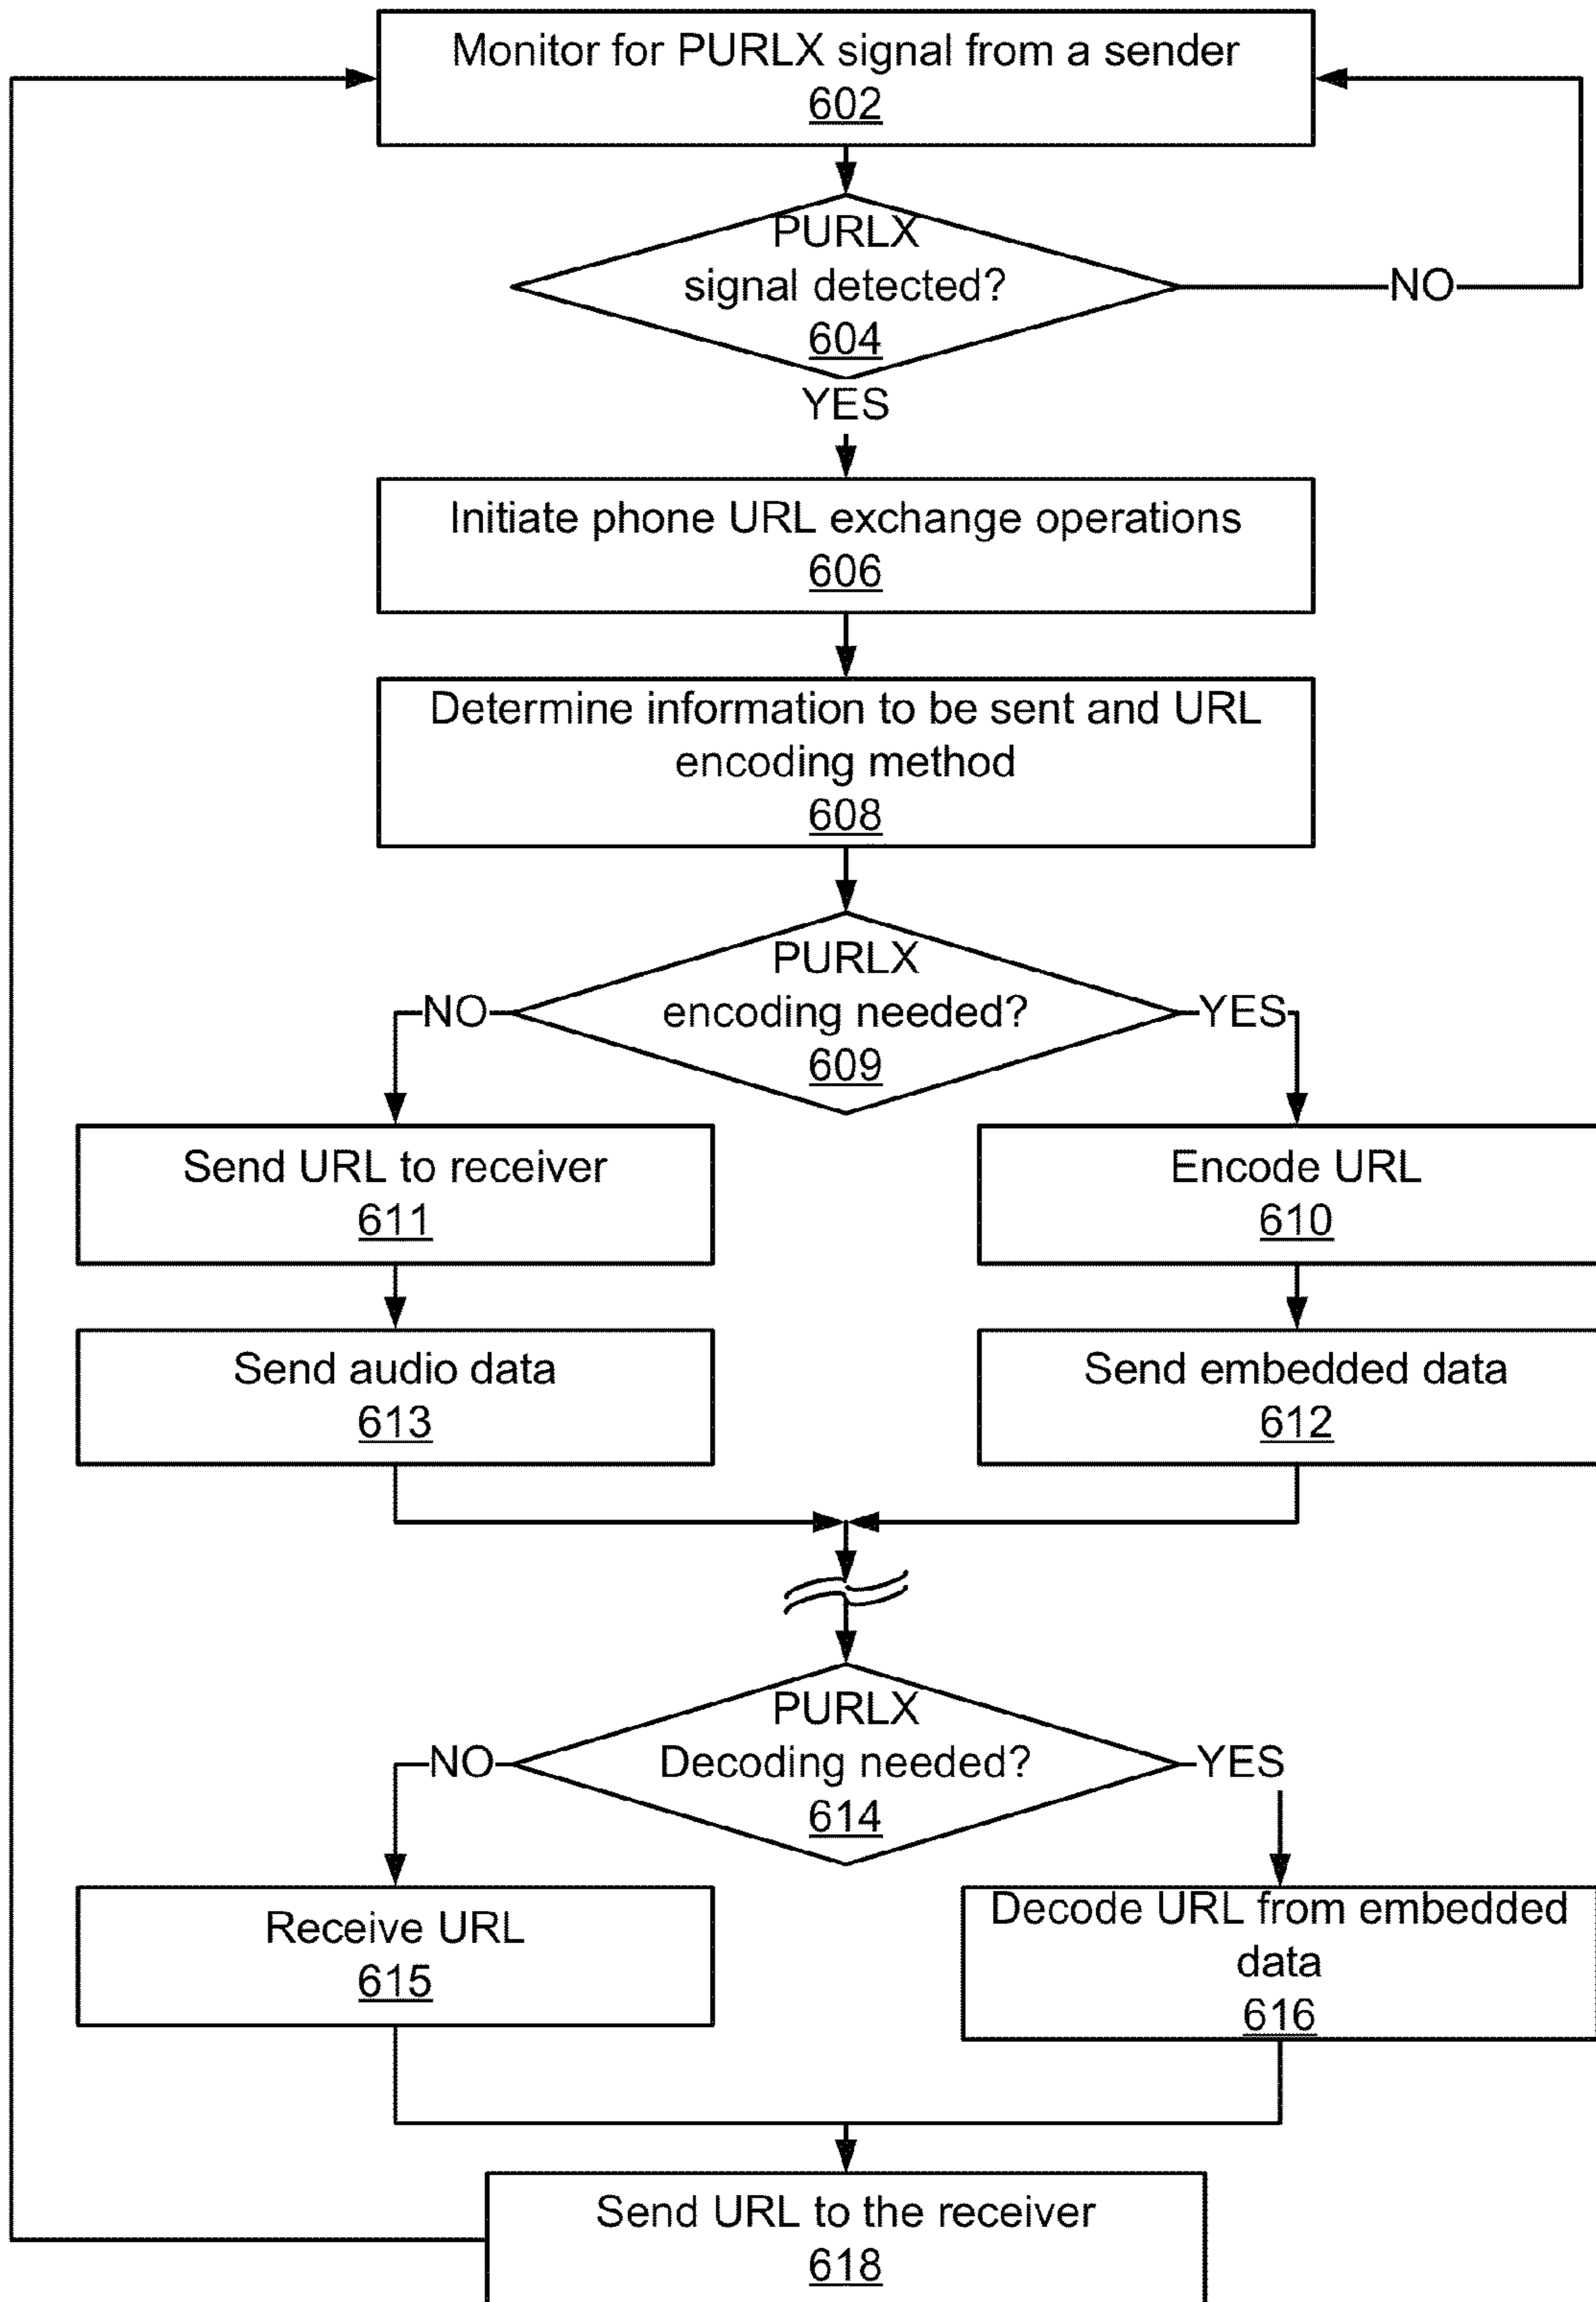 Monitor for PURLX signal from a sender
602
PURLX
signal detected?
604
NO
YES
Initiate phone URL exchange operations
606
Determine information to be sent and URL
encoding method
608
PURLX
encoding needed?
609
NO
YES
Send URL to receiver
611
Encode URL
610
Send audio data
613
Send embedded data
612
PURLX
Decoding needed?
614
NO
YES
Receive URL
615
Decode URL from embedded
data
616
Send URL to the receiver
618